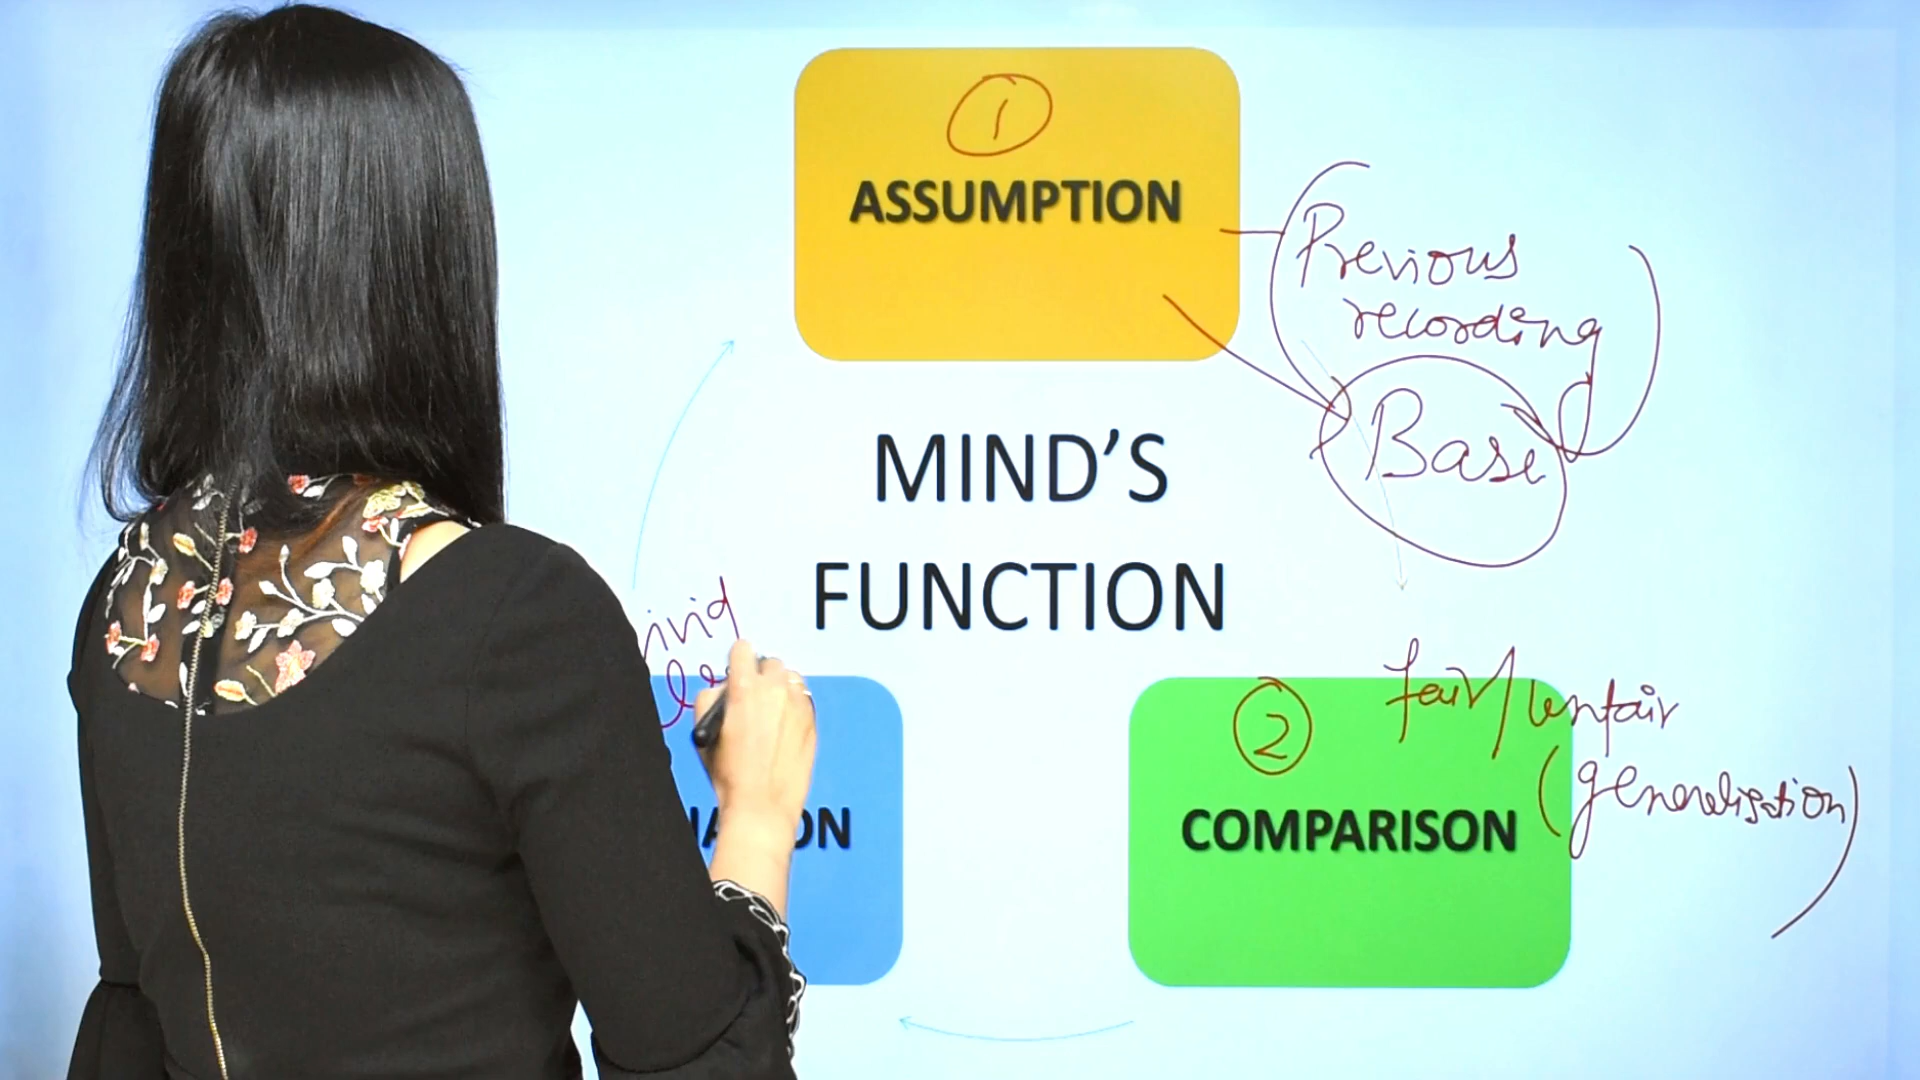 1
ASSUMPTION
Previous
recording
Base
MIND'S
FUNCTION
2
fair/unfair
(generalisation)
COMPARISON